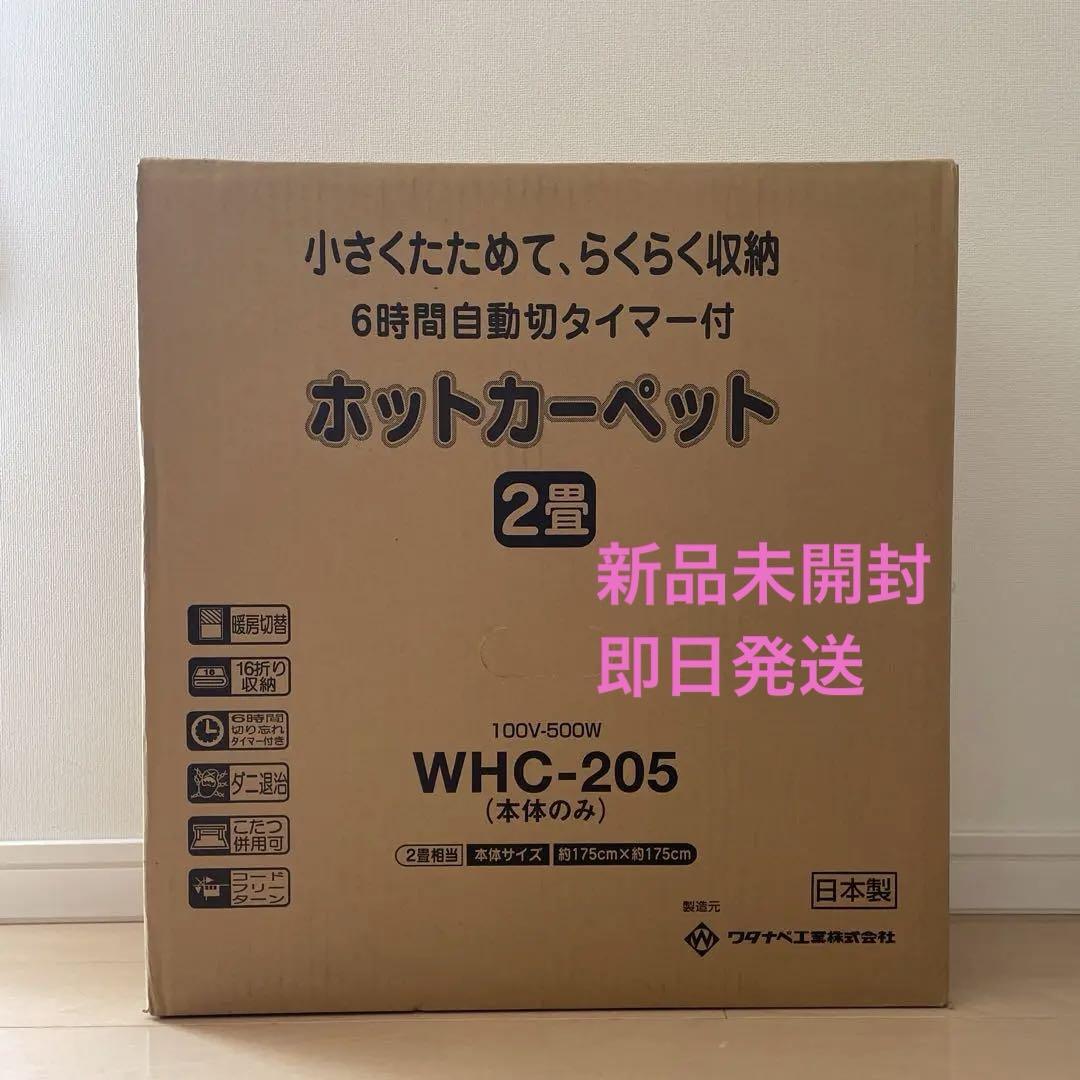 小さくたためて、らくらく収納
6時間自動切タイマー付
ホットカーペット
2畳
新品未開封
即日発送
暖房切替
16
16折り
収納
6時間
切り忘れ
タイマー付き
ダニ退治
こたつ
併用可
コード
フリー
ターン
100V-500W
WHC-205
(本体のみ)
2畳相当 本体サイズ 約175cm×約175cm
日本製
製造元
W ワタナベ工業株式会社